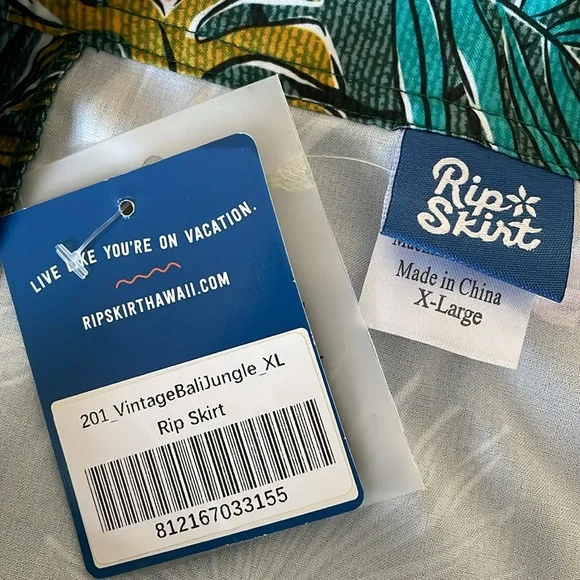 LIVE LIKE YOU'RE ON VACATION.
RIPSKIRTHAWAII.COM
201_VintageBaliJungle_XL
Rip Skirt
812167033155
Rip
Skirt
Made in China
X-Large